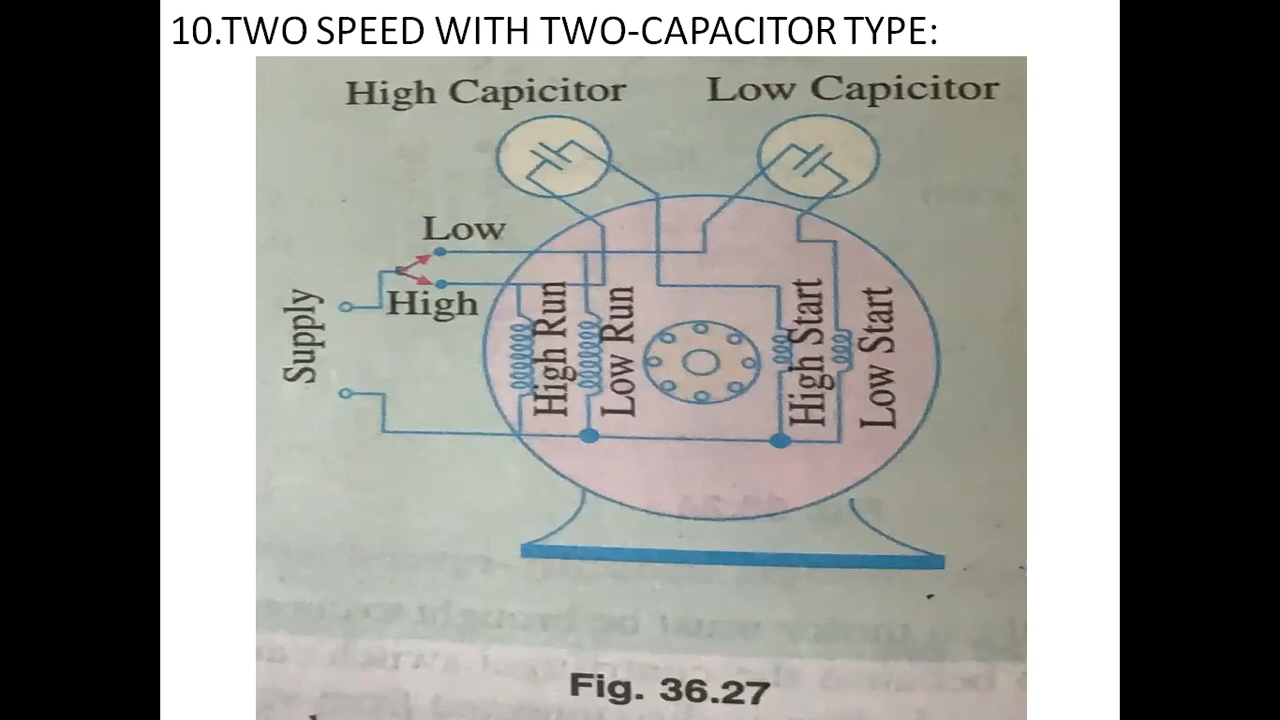 10.TWO SPEED WITH TWO-CAPACITOR TYPE:
High Capicitor
Low Capicitor
Low
High
Supply
High Run
Low Run
High Start
Low Start
Fig. 36.27